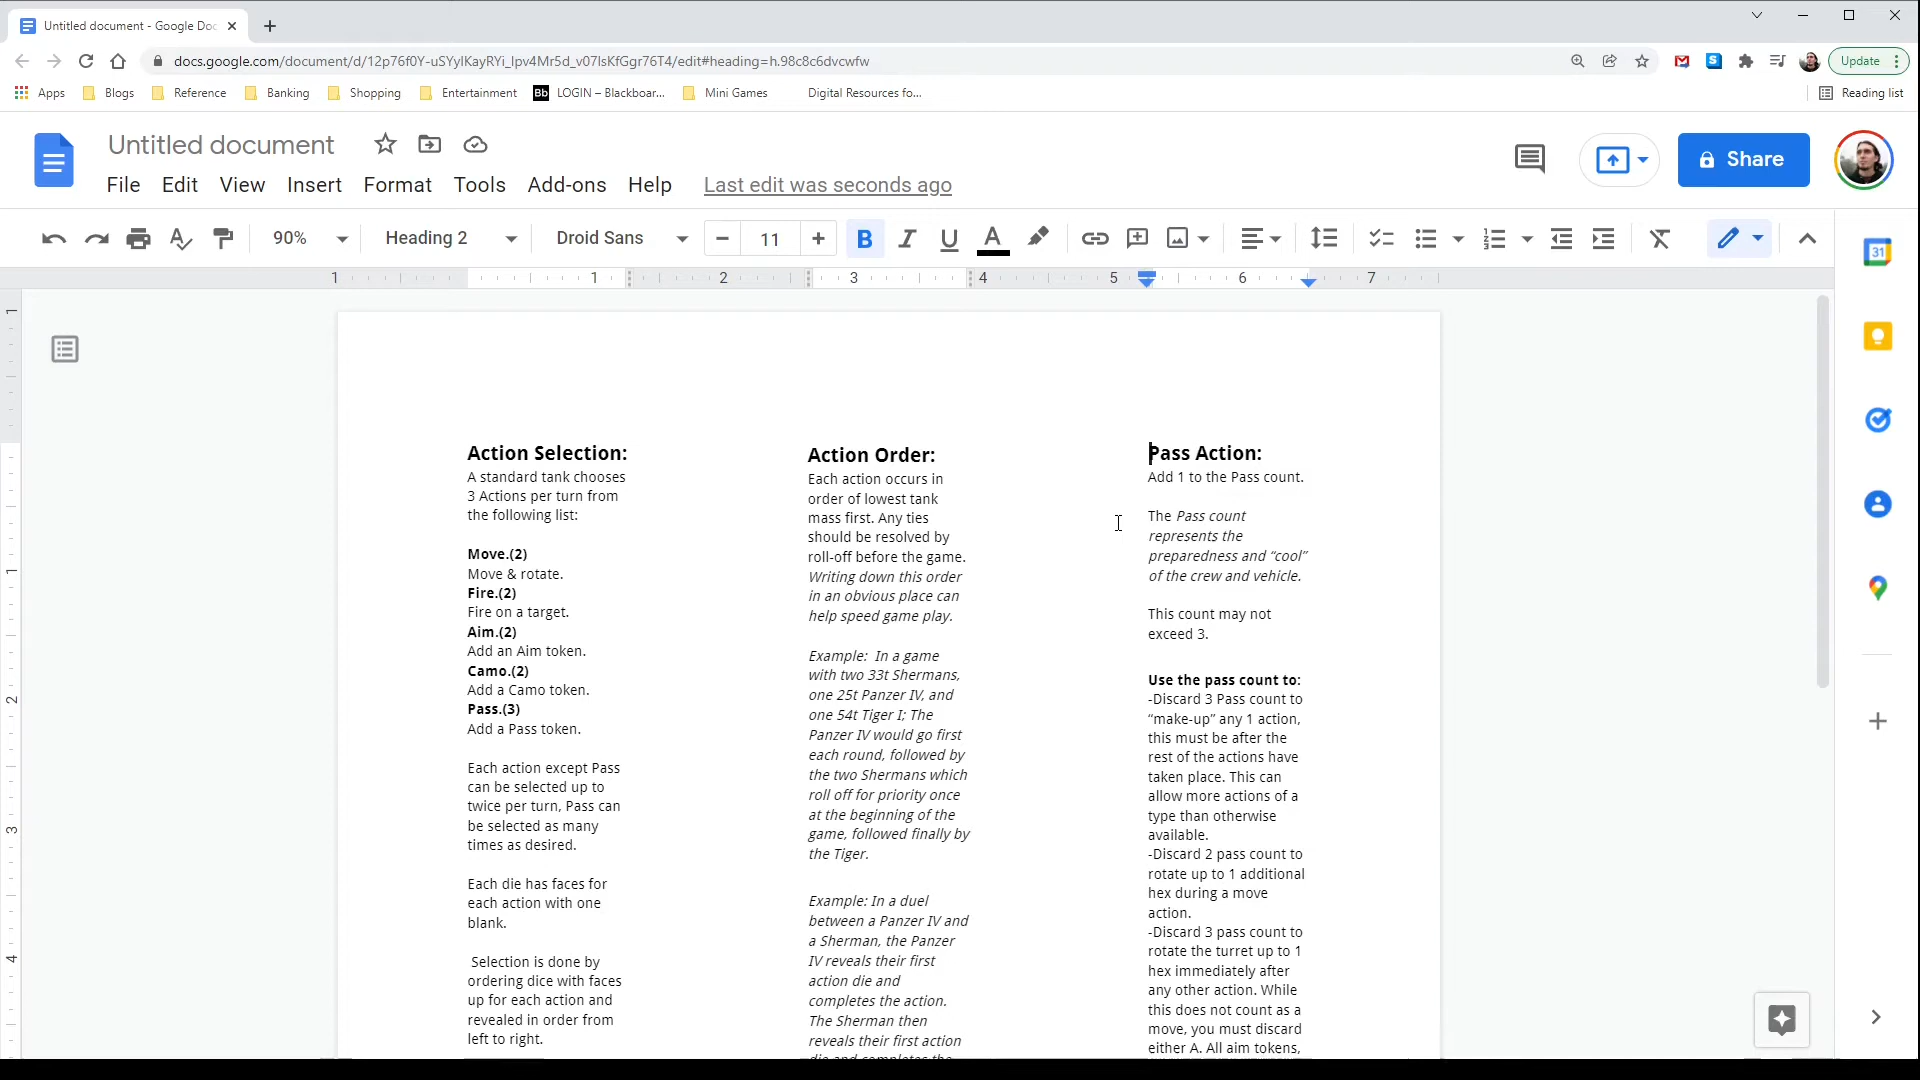 Untitled document - Google Doc
docs.google.com/document/d/12p76f0Y-uSYylKayRYi_lpv4Mr5d_v07lsKfGgr76T4/edit#heading=h.98c8c6dvcwfw
Update
Apps
Blogs
Reference
Banking
Shopping
Entertainment
Bb
LOGIN – Blackboar...
Mini Games
Digital Resources fo...
Reading list
Untitled document
Share
File Edit View Insert Format Tools Add-ons Help
Last edit was seconds ago
90%
Heading 2
Droid Sans
11
B I U A
31
1 1 2 3 4 5 6 7
1
1
2
3
4
Action Selection:
A standard tank chooses
3 Actions per turn from
the following list:
Move.(2)
Move & rotate.
Fire.(2)
Fire on a target.
Aim.(2)
Add an Aim token.
Camo.(2)
Add a Camo token.
Pass.(3)
Add a Pass token.
Each action except Pass
can be selected up to
twice per turn, Pass can
be selected as many
times as desired.
Each die has faces for
each action with one
blank.
Selection is done by
ordering dice with faces
up for each action and
revealed in order from
left to right.
Action Order:
Each action occurs in
order of lowest tank
mass first. Any ties
should be resolved by
roll-off before the game.
Writing down this order
in an obvious place can
help speed game play.
Example: In a game
with two 33t Shermans,
one 25t Panzer IV, and
one 54t Tiger I; The
Panzer IV would go first
each round, followed by
the two Shermans which
roll off for priority once
at the beginning of the
game, followed finally by
the Tiger.
Example: In a duel
between a Panzer IV and
a Sherman, the Panzer
IV reveals their first
action die and
completes the action.
The Sherman then
reveals their first action
die and completes the
Pass Action:
Add 1 to the Pass count.
The Pass count
represents the
preparedness and “cool”
of the crew and vehicle.
This count may not
exceed 3.
Use the pass count to:
-Discard 3 Pass count to
“make-up” any 1 action,
this must be after the
rest of the actions have
taken place. This can
allow more actions of a
type than otherwise
available.
-Discard 2 pass count to
rotate up to 1 additional
hex during a move
action.
-Discard 3 pass count to
rotate the turret up to 1
hex immediately after
any other action. While
this does not count as a
move, you must discard
either A. All aim tokens,